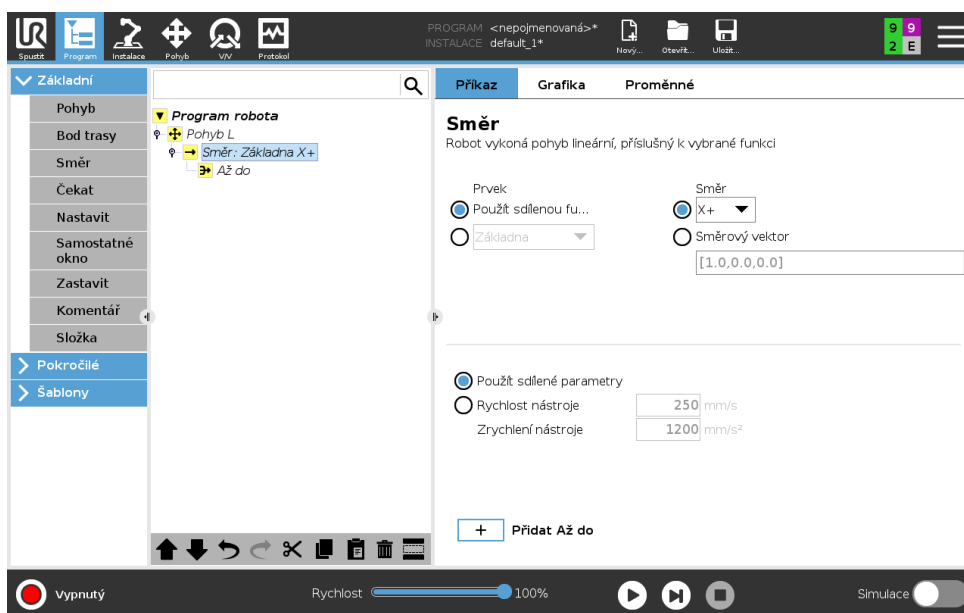 PROGRAM <nepojmenovaná>*
INSTALACE default_1*
UR
Spustit
Program
Instalace
Pohyb
V/V
Protokol
Nový...
Otevřít...
Uložit...
9 9
2 E
Základní
Pohyb
Bod trasy
Směr
Čekat
Nastavit
Samostatné
okno
Zastavit
Komentář
Složka
Pokročilé
Šablony
Program robota
Pohyb L
Směr: Základna X+
Až do
Příkaz Grafika Proměnné
Směr
Robot vykoná pohyb lineární, příslušný k vybrané funkci
Prvek
Použít sdílenou fu...
Základna
Směr
X+
Směrový vektor
[1.0,0.0,0.0]
Použít sdílené parametry
Rychlost nástroje 250 mm/s
Zrychlení nástroje 1200 mm/s²
+ Přidat Až do
Vypnutý
Rychlost 100%
Simulace